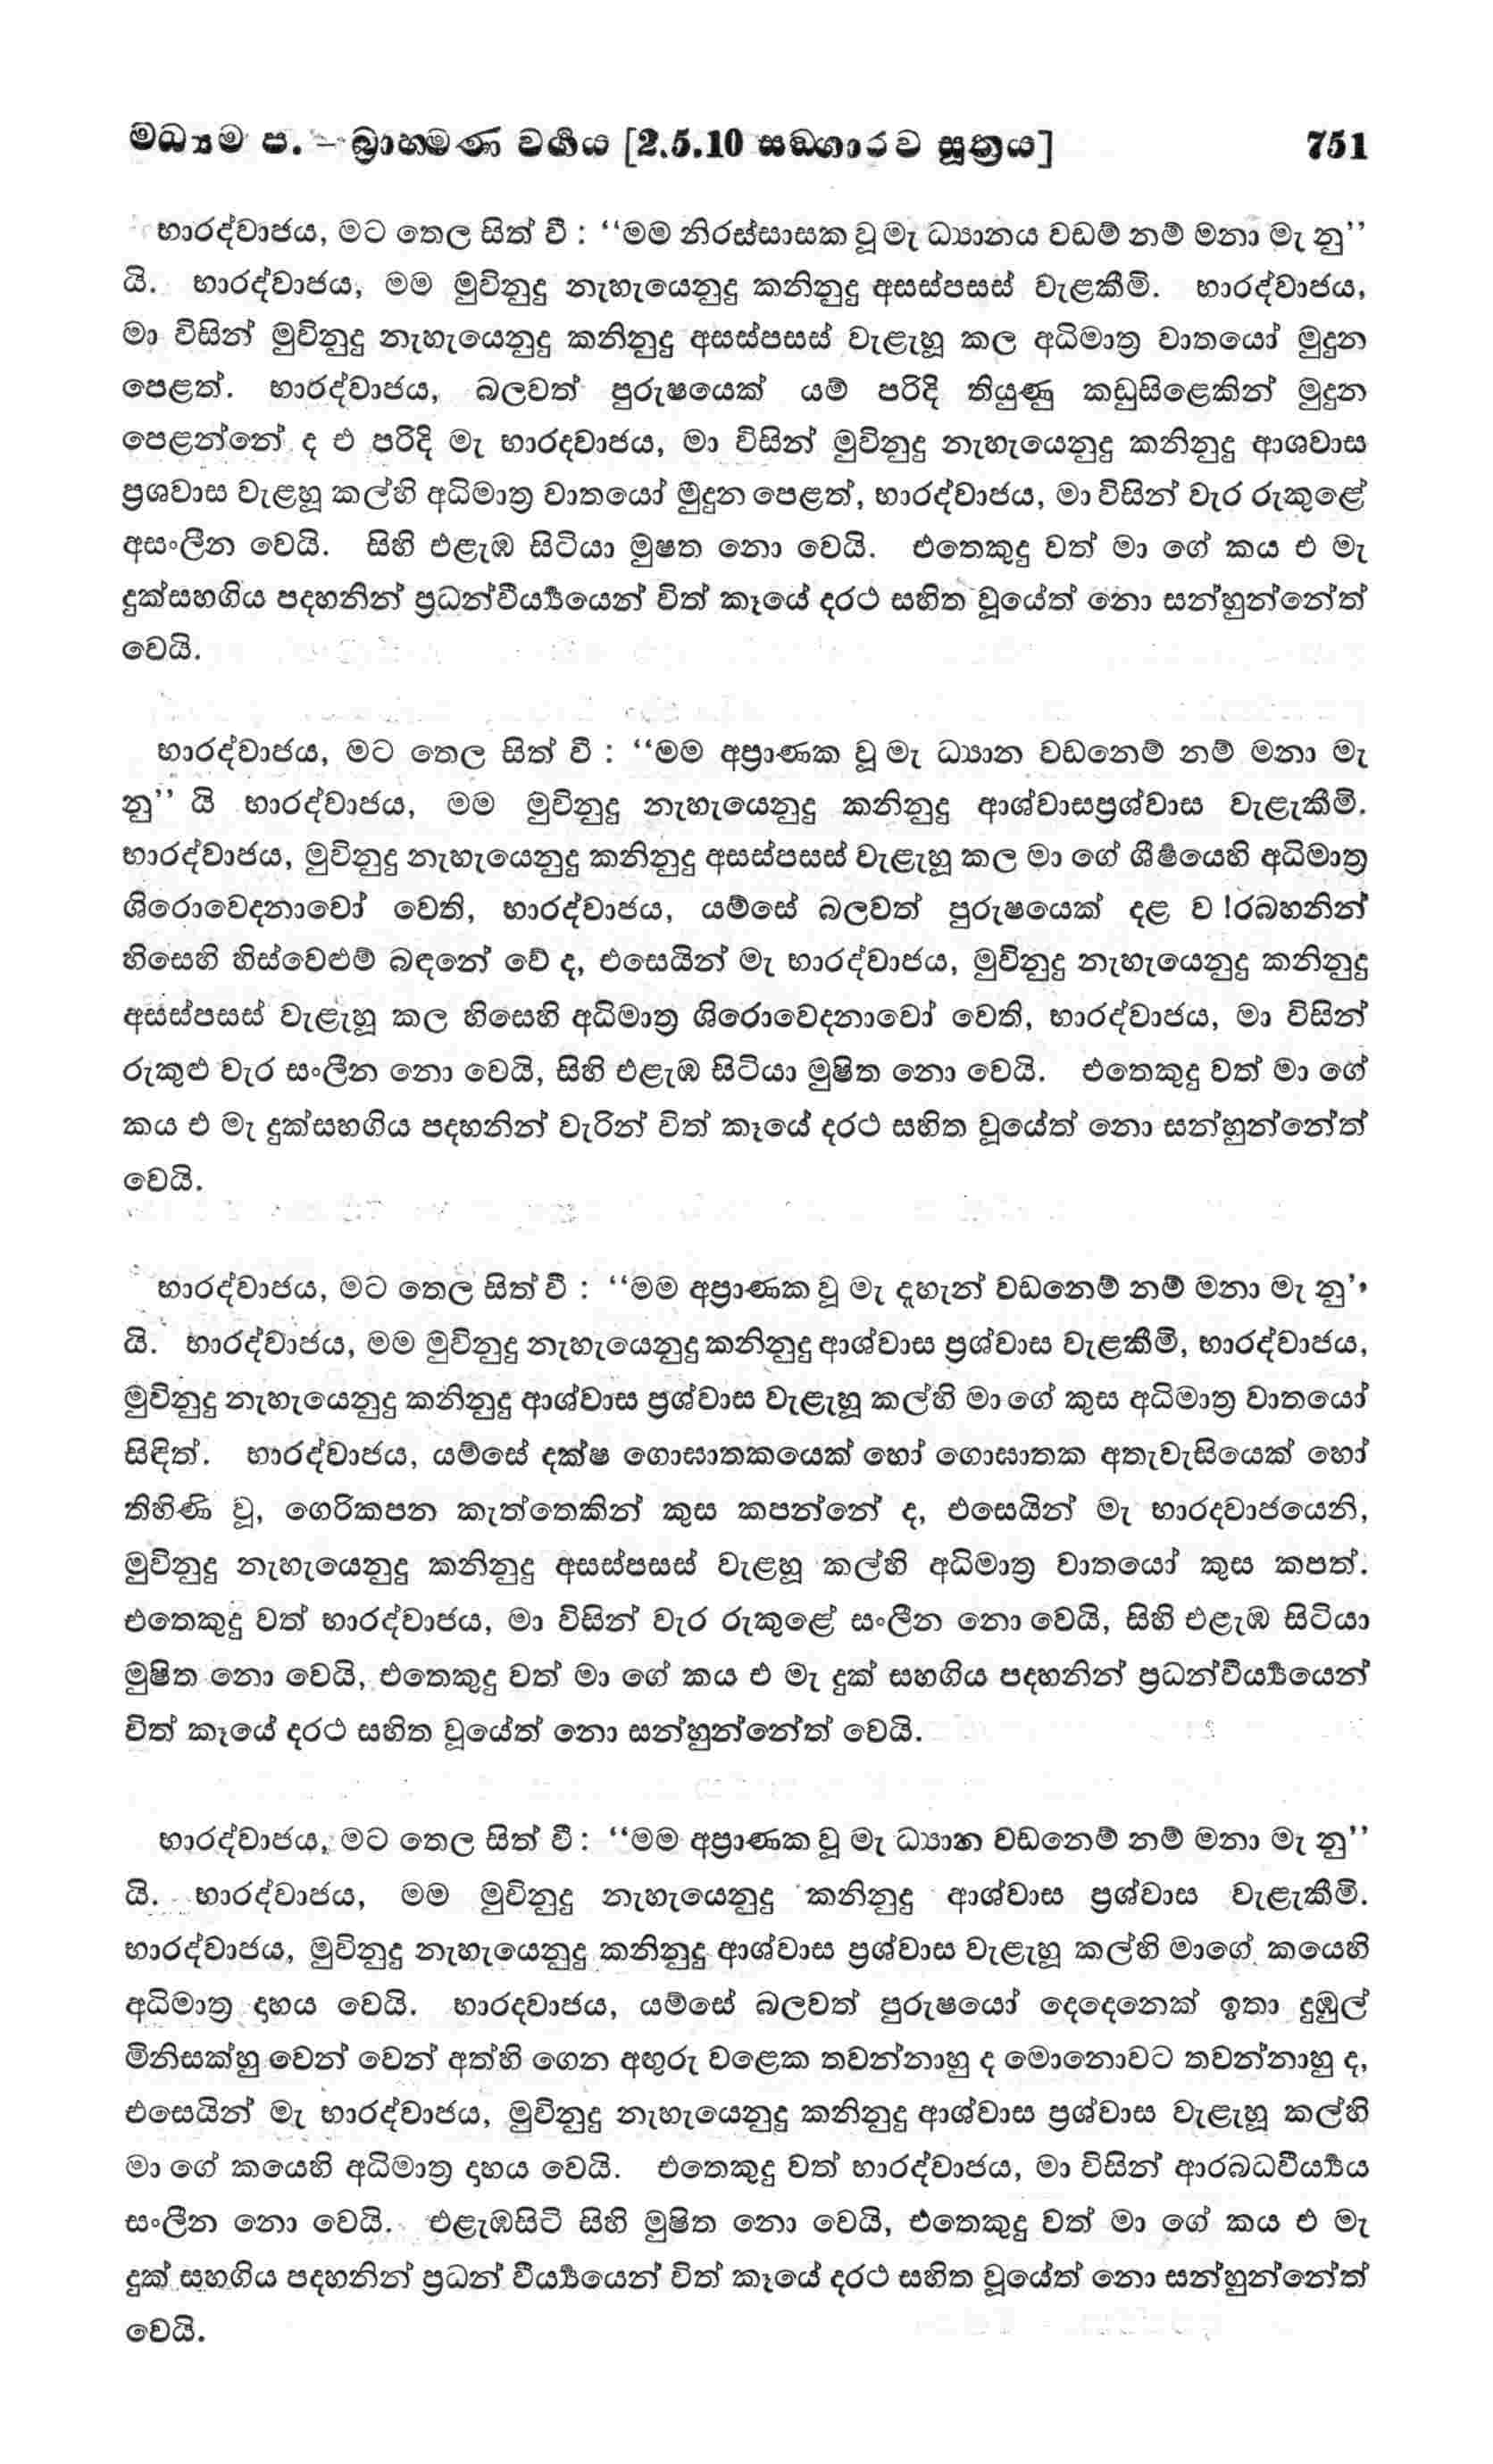 මධ්‍යම ප. – බ්‍රාහමණ වර්‍ගය [2.5.10 සඞගාරව සූත්‍රය] 751
භාරද්වාජය, මට තෙල සිත් වී : ‘‘මම නිරස්සාසක වූ මැ ධ්‍යානය වඩම් නම් මනා මැ නු’’
යි. භාරද්වාජය, මම මුවිනුදු නැහැයෙනුදු කනිනුදු අසස්පසස් වැළකීමි. භාරද්වාජය,
මා විසින් මුවිනුදු නැහැයෙනුදු කනිනුදු අසස්පසස් වැළැහූ කල අධිමාත්‍ර වාතයෝ මුදුන
පෙළත්. භාරද්වාජය, බලවත් පුරුෂයෙක් යම් පරිදි තියුණු කඩුසිළෙකින් මුදුන
පෙළන්නේ ද එ පරිදි මැ භාරදවාජය, මා විසින් මුවිනුදු නැහැයෙනුදු කනිනුදු ආශවාස
ප්‍රශවාස වැළහූ කල්හි අධිමාත්‍ර වාතයෝ මුදුන පෙළත්, භාරද්වාජය, මා විසින් වැර රුකුළේ
අසංලීන වෙයි. සිහි එළැඹ සිටියා මුෂත නො වෙයි. එතෙකුදු වත් මා ගේ කය එ මැ
දුක්සහගිය පදහනින් ප්‍රධන්වීර්‍ය්‍යයෙන් විත් කෑයේ දරථ සහිත වූයේත් නො සන්හුන්නේත්
වෙයි.
භාරද්වාජය, මට තෙල සිත් වී : ‘‘මම අප්‍රාණක වූ මැ ධ්‍යාන වඩනෙම් නම් මනා මැ
නු’’ යි භාරද්වාජය, මම මුවිනුදු නැහැයෙනුදු කනිනුදු ආශ්වාසප්‍රශ්වාස වැළැකීමි.
භාරද්වාජය, මුවිනුදු නැහැයෙනුදු කනිනුදු අසස්පසස් වැළැහූ කල මා ගේ ශීර්‍ෂයෙහි අධිමාත්‍ර
ශිරොවෙදනාවෝ වෙති, භාරද්වාජය, යම්සේ බලවත් පුරුෂයෙක් දළ ව !රබහනින්
හිසෙහි හිස්වෙළුම් බඳනේ වේ ද, එසෙයින් මැ භාරද්වාජය, මුවිනුදු නැහැයෙනුදු කනිනුදු
අසස්පසස් වැළැහූ කල හිසෙහි අධිමාත්‍ර ශිරොවෙදනාවෝ වෙති, භාරද්වාජය, මා විසින්
රුකුළු වැර සංලීන නො වෙයි, සිහි එළැඹ සිටියා මුෂිත නො වෙයි. එතෙකුදු වත් මා ගේ
කය එ මැ දුක්සහගිය පදහනින් වැරින් විත් කෑයේ දරථ සහිත වූයේත් නො සන්හුන්නේත්
වෙයි.
භාරද්වාජය, මට තෙල සිත් වී : ‘‘මම අප්‍රාණක වූ මැ දැහැන් වඩනෙම් නම් මනා මැ නු’’
යි. භාරද්වාජය, මම මුවිනුදු නැහැයෙනුදු කනිනුදු ආශ්වාස ප්‍රශ්වාස වැළකීමි, භාරද්වාජය,
මුවිනුදු නැහැයෙනුදු කනිනුදු ආශ්වාස ප්‍රශ්වාස වැළැහූ කල්හි මා ගේ කුස අධිමාත්‍ර වාතයෝ
සිඳිත්. භාරද්වාජය, යම්සේ දක්ෂ ගොඝාතකයෙක් හෝ ගොඝාතක අතැවැසියෙක් හෝ
තිහිණි වූ, ගෙරිකපන කැත්තෙකින් කුස කපන්නේ ද, එසෙයින් මැ භාරදවාජයෙනි,
මුවිනුදු නැහැයෙනුදු කනිනුදු අසස්පසස් වැළහූ කල්හි අධිමාත්‍ර වාතයෝ කුස කපත්.
එතෙකුදු වත් භාරද්වාජය, මා විසින් වැර රුකුළේ සංලීන නො වෙයි, සිහි එළැඹ සිටියා
මුෂිත නො වෙයි, එතෙකුදු වත් මා ගේ කය එ මැ දුක් සහගිය පදහනින් ප්‍රධන්වීර්‍ය්‍යයෙන්
විත් කෑයේ දරථ සහිත වූයේත් නො සන්හුන්නේත් වෙයි.
භාරද්වාජය, මට තෙල සිත් වී : ‘‘මම අප්‍රාණක වූ මැ ධ්‍යාන වඩනෙම් නම් මනා මැ නු’’
යි. භාරද්වාජය, මම මුවිනුදු නැහැයෙනුදු කනිනුදු ආශ්වාස ප්‍රශ්වාස වැළැකීමි.
භාරද්වාජය, මුවිනුදු නැහැයෙනුදු කනිනුදු ආශ්වාස ප්‍රශ්වාස වැළැහූ කල්හි මාගේ කයෙහි
අධිමාත්‍ර දාහය වෙයි. භාරදවාජය, යම්සේ බලවත් පුරුෂයෝ දෙදෙනෙක් ඉතා දුඹුල්
මිනිසක්හු වෙන් වෙන් අත්හි ගෙන අඟුරු වළෙක තවන්නාහු ද මොනොවට තවන්නාහු ද,
එසෙයින් මැ භාරද්වාජය, මුවිනුදු නැහැයෙනුදු කනිනුදු ආශ්වාස ප්‍රශ්වාස වැළැහූ කල්හි
මා ගේ කයෙහි අධිමාත්‍ර දාහය වෙයි. එතෙකුදු වත් භාරද්වාජය, මා විසින් ආරබධවීර්‍ය්‍යය
සංලීන නො වෙයි. එළැඹසිටි සිහි මුෂිත නො වෙයි, එතෙකුදු වත් මා ගේ කය එ මැ
දුක් සහගිය පදහනින් ප්‍රධන් වීර්‍ය්‍යයෙන් විත් කෑයේ දරථ සහිත වූයේත් නො සන්හුන්නේත්
වෙයි.